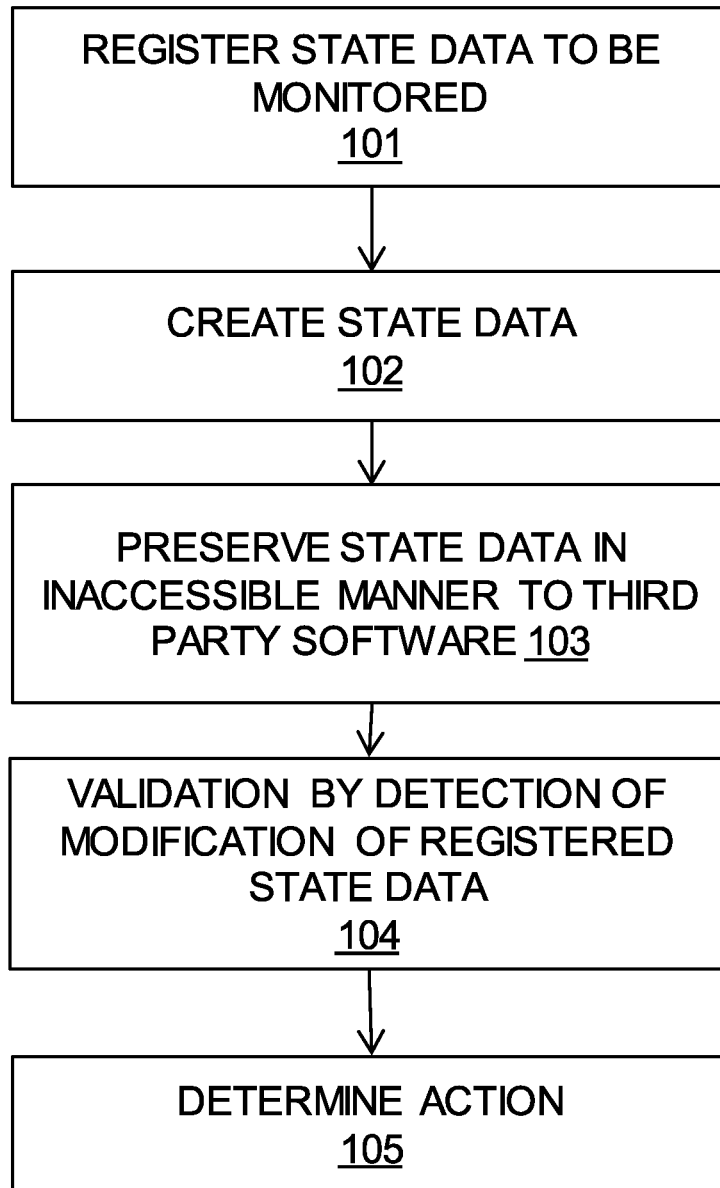 REGISTER STATE DATA TO BE
MONITORED
101
CREATE STATE DATA
102
PRESERVE STATE DATA IN
INACCESSIBLE MANNER TO THIRD
PARTY SOFTWARE 103
VALIDATION BY DETECTION OF
MODIFICATION OF REGISTERED
STATE DATA
104
DETERMINE ACTION
105